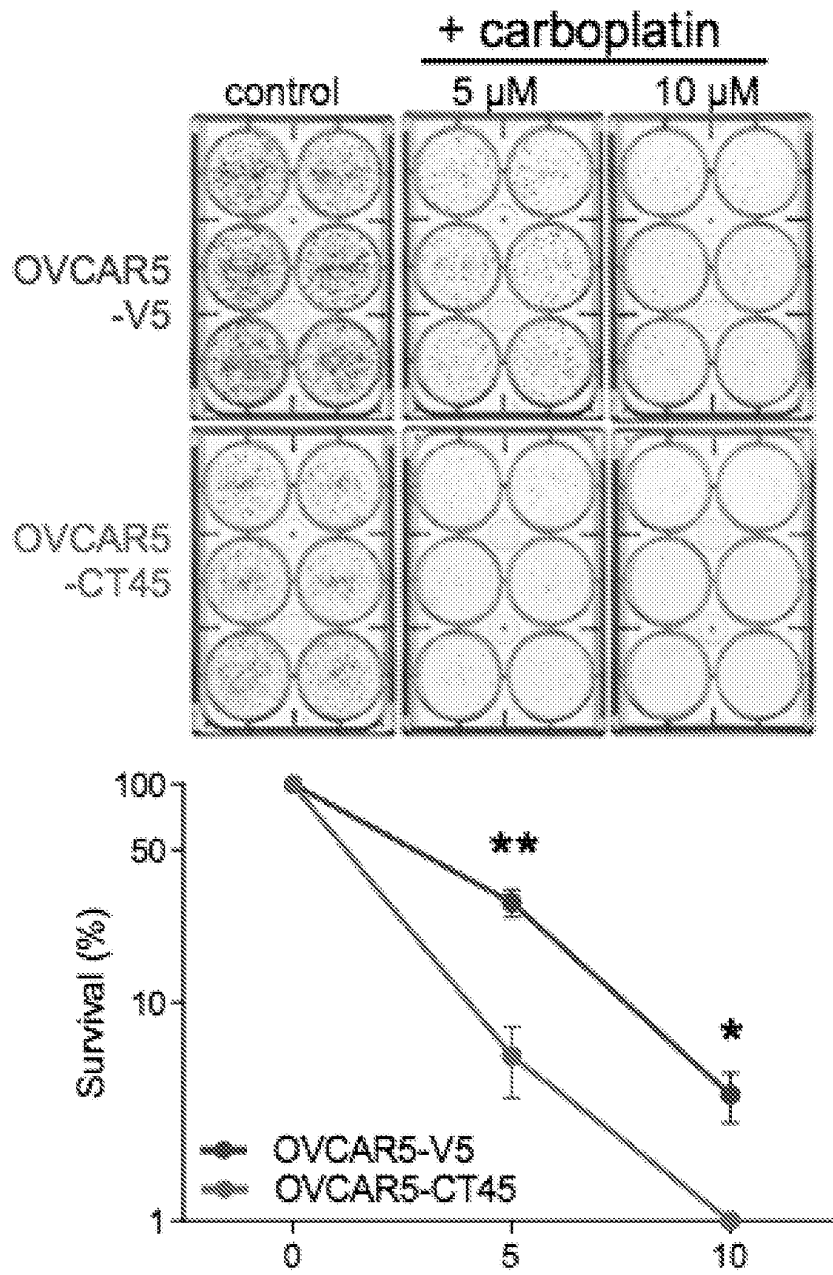 + carboplatin
control 5 µM 10 µM
OVCAR5
-V5
OVCAR5
-CT45
100
50
**
Survival (%)
10
*
OVCAR5-V5
OVCAR5-CT45
1
0 5 10